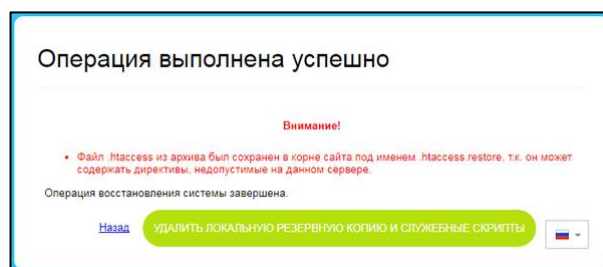 Операция выполнена успешно
Внимание!
Файл .htaccess из архива был сохранен в корне сайта под именем .htaccess.restore, т.к. он может
содержать директивы, недопустимые на данном сервере.
Операция восстановления системы завершена.
Назад УДАЛИТЬ ЛОКАЛЬНУЮ РЕЗЕРВНУЮ КОПИЮ И СЛУЖЕБНЫЕ СКРИПТЫ